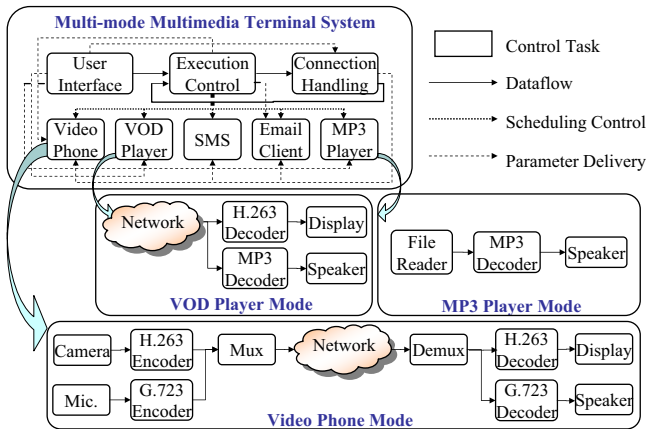 Multi-mode Multimedia Terminal System
User
Interface
Execution
Control
Connection
Handling
Control Task
Dataflow
Scheduling Control
Parameter Delivery
Video
Phone
VOD
Player
SMS
Email
Client
MP3
Player
Network
H.263
Decoder
Display
MP3
Decoder
Speaker
VOD Player Mode
File
Reader
MP3
Decoder
Speaker
MP3 Player Mode
Camera
H.263
Encoder
Mux
Network
Demux
H.263
Decoder
Display
Mic.
G.723
Encoder
G.723
Decoder
Speaker
Video Phone Mode